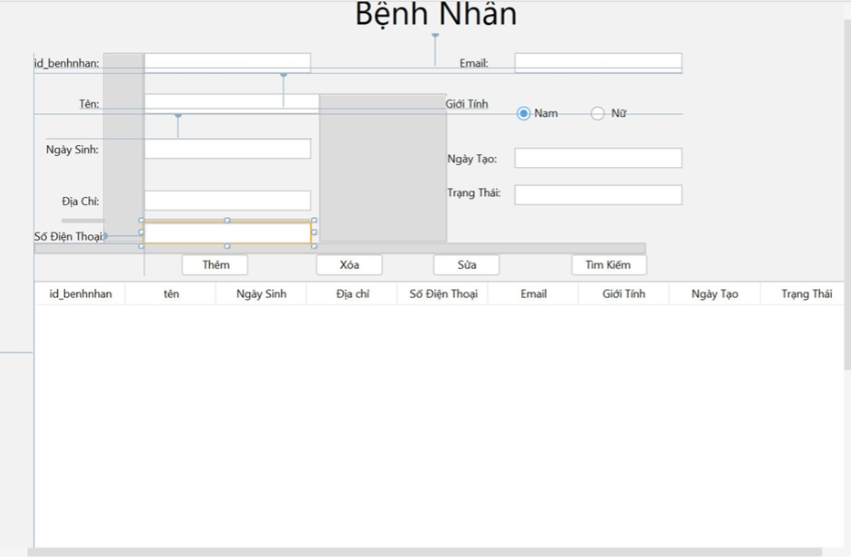 Bệnh Nhân
id_benhnhan: Email:
Tên: Giới Tính Nam Nữ
Ngày Sinh: Ngày Tạo:
Địa Chỉ: Trạng Thái:
Số Điện Thoại:
Thêm Xóa Sửa Tìm Kiếm
id_benhnhan tên Ngày Sinh Địa chỉ Số Điện Thoại Email Giới Tính Ngày Tạo Trạng Thái